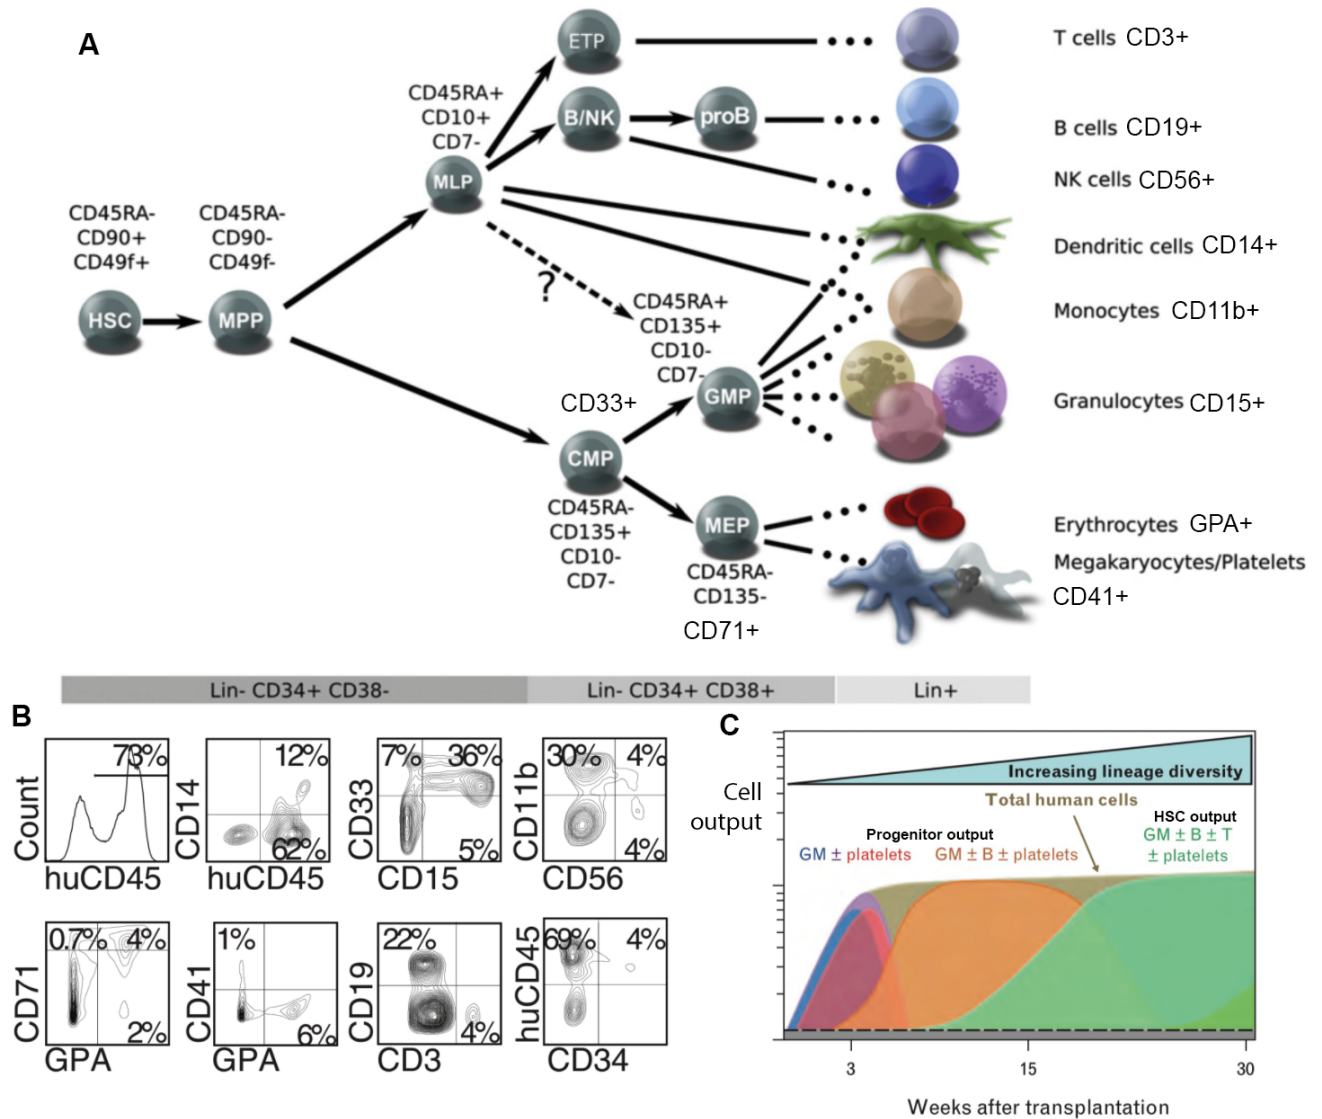 A
ETP
T cells CD3+
CD45RA+
CD10+
CD7-
B/NK
proB
B cells CD19+
MLP
NK cells CD56+
CD45RA-
CD90+
CD49f+
CD45RA-
CD90-
CD49f-
Dendritic cells CD14+
?
HSC
MPP
CD45RA+
CD135+
CD10-
CD7-
Monocytes CD11b+
CD33+
GMP
Granulocytes CD15+
CMP
CD45RA-
CD135+
CD10-
CD7-
MEP
CD45RA-
CD135-
CD71+
Erythrocytes GPA+
Megakaryocytes/Platelets
CD41+
Lin- CD34+ CD38-
Lin- CD34+ CD38+
Lin+
B
73%
Count
huCD45
12%
62%
CD14
huCD45
7%
36%
5%
CD33
CD15
30%
4%
4%
CD11b
CD56
0.7%
4%
2%
CD71
GPA
1%
6%
CD41
GPA
22%
4%
CD19
CD3
69%
4%
huCD45
CD34
C
Cell
output
Increasing lineage diversity
Total human cells
Progenitor output
GM ± platelets
GM ± B ± platelets
HSC output
GM ± B ± T
± platelets
3
15
30
Weeks after transplantation